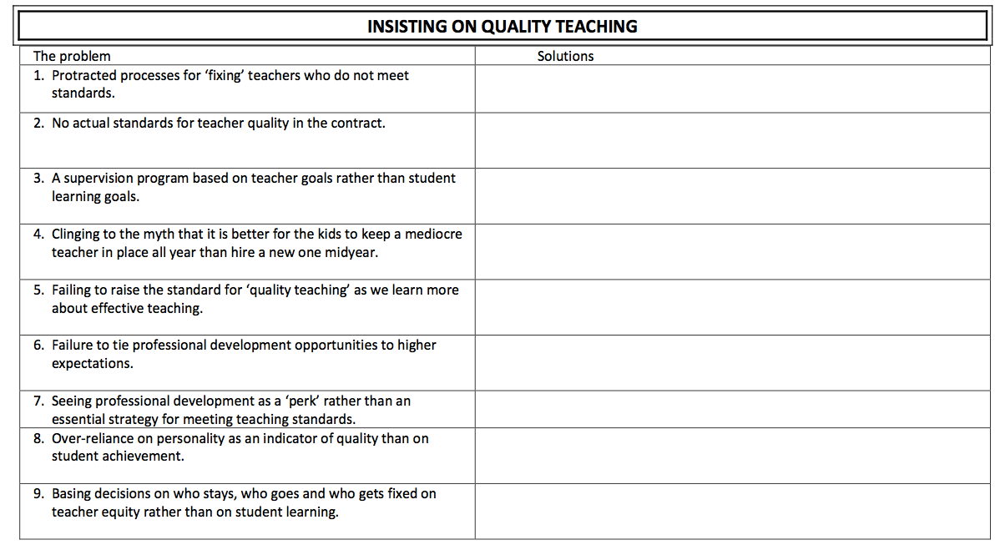 INSISTING ON QUALITY TEACHING
The problem
Solutions
1. Protracted processes for ‘fixing’ teachers who do not meet
standards.
2. No actual standards for teacher quality in the contract.
3. A supervision program based on teacher goals rather than student
learning goals.
4. Clinging to the myth that it is better for the kids to keep a mediocre
teacher in place all year than hire a new one midyear.
5. Failing to raise the standard for ‘quality teaching’ as we learn more
about effective teaching.
6. Failure to tie professional development opportunities to higher
expectations.
7. Seeing professional development as a ‘perk’ rather than an
essential strategy for meeting teaching standards.
8. Over-reliance on personality as an indicator of quality than on
student achievement.
9. Basing decisions on who stays, who goes and who gets fixed on
teacher equity rather than on student learning.